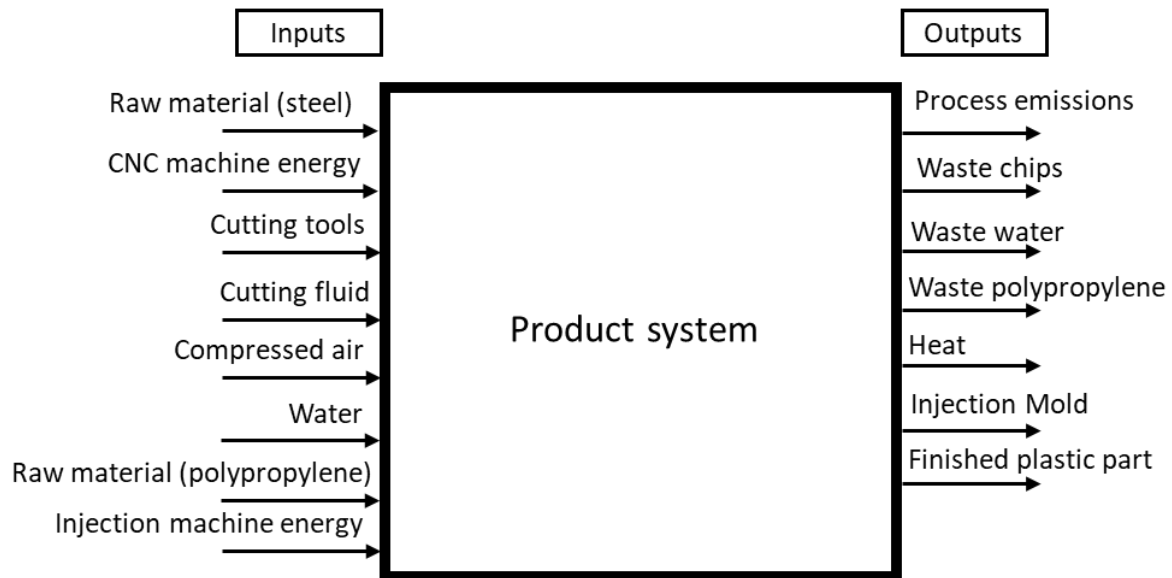 Inputs
Outputs
Raw material (steel)
CNC machine energy
Cutting tools
Cutting fluid
Compressed air
Water
Raw material (polypropylene)
Injection machine energy
Product system
Process emissions
Waste chips
Waste water
Waste polypropylene
Heat
Injection Mold
Finished plastic part